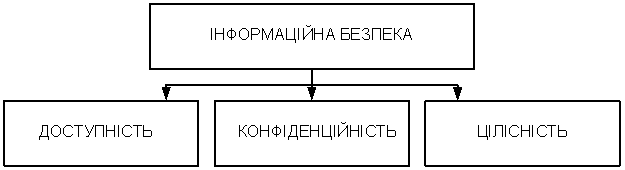 ІНФОРМАЦІЙНА БЕЗПЕКА
ДОСТУПНІСТЬ
КОНФІДЕНЦІЙНІСТЬ
ЦІЛІСНІСТЬ